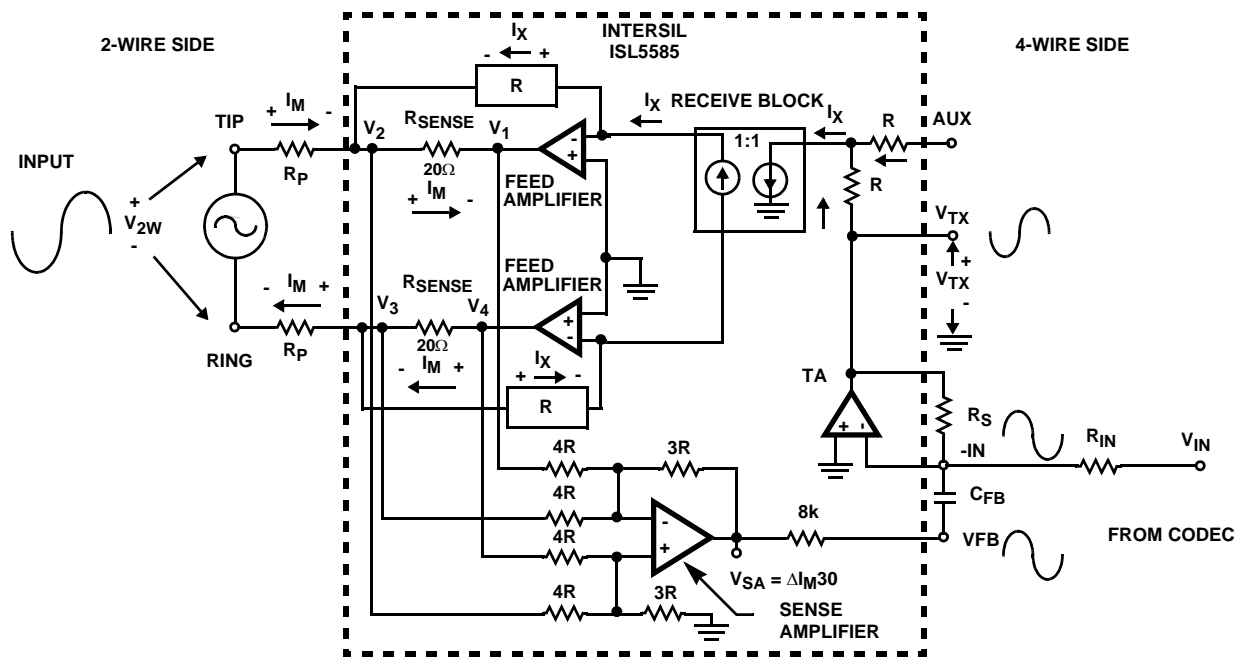 INTERSIL
ISL5585
2-WIRE SIDE
4-WIRE SIDE
IX
- +
R
IX
RECEIVE BLOCK
IX
R
AUX
1:1
R
TIP
+ IM -
RP
V2
RSENSE
20Ω
V1
+ IM -
-
+
FEED
AMPLIFIER
INPUT
+
V2W
-
VTX
+
VTX
-
FEED
AMPLIFIER
- IM +
RP
RING
V3
RSENSE
20Ω
V4
+
-
- IM +
IX
+ -
R
TA
+ -
RS
-IN
RIN
VIN
CFB
VFB
FROM CODEC
4R
3R
4R
4R
4R
3R
-
+
8k
VSA = ΔIM30
SENSE
AMPLIFIER